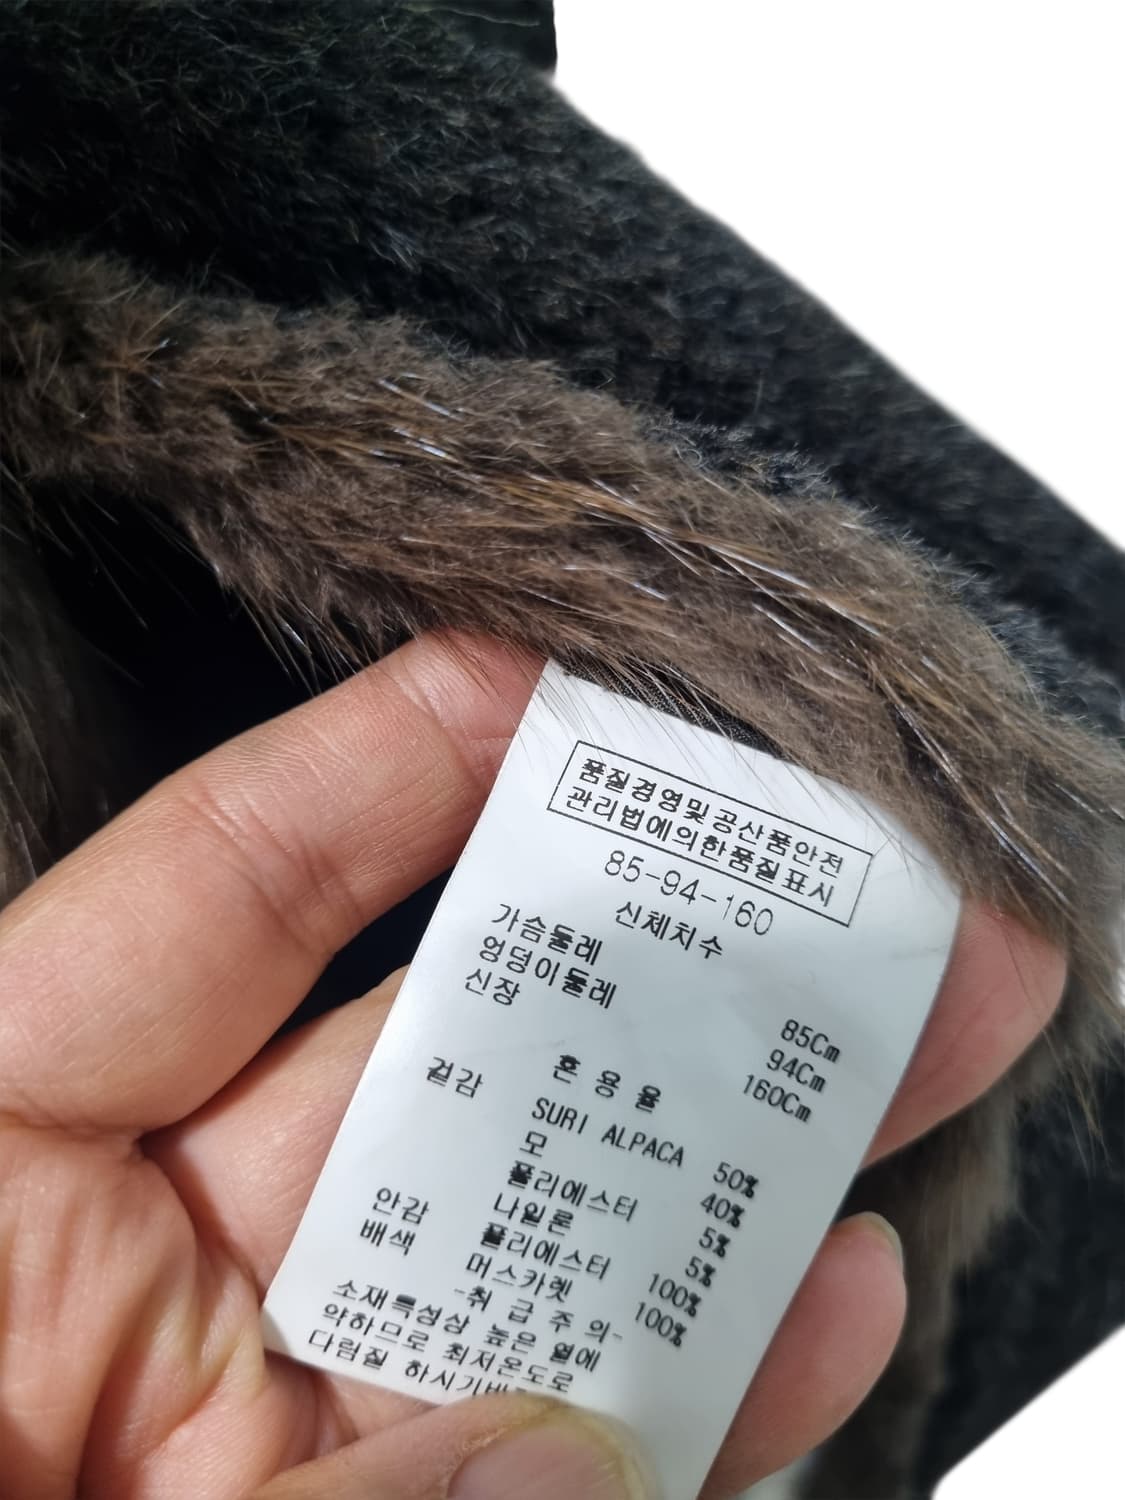 품질경영및공산품안전
관리법에의한품질표시
85-94-160
신체치수
가슴둘레 85Cm
엉덩이둘레 94Cm
신장 160Cm
혼 용 율
겉감 SURI ALPACA 50%
모 40%
폴리에스터 5%
나일론 5%
안감 폴리에스터 100%
배색 머스카렛 100%
-취 급 주 의-
소재특성상 높은 열에
약하므로 최저온도로
다림질 하시기